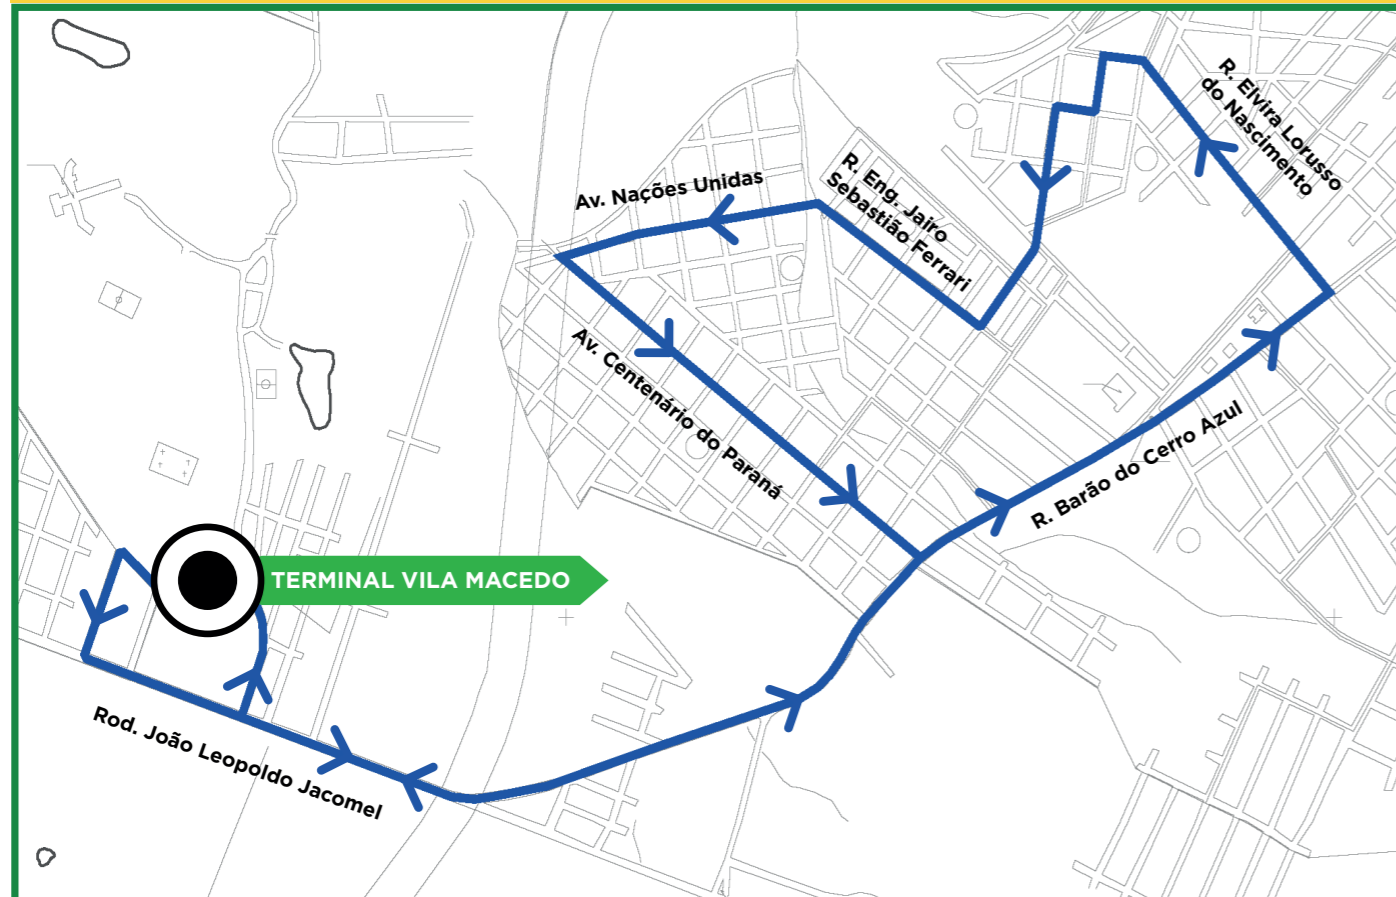 R. Elvira Lorusso
do Nascimento
R. Eng. Jairo
Sebastião Ferrari
Av. Nações Unidas
Av. Centenário do Paraná
R. Barão do Cerro Azul
TERMINAL VILA MACEDO
Rod. João Leopoldo Jacomel